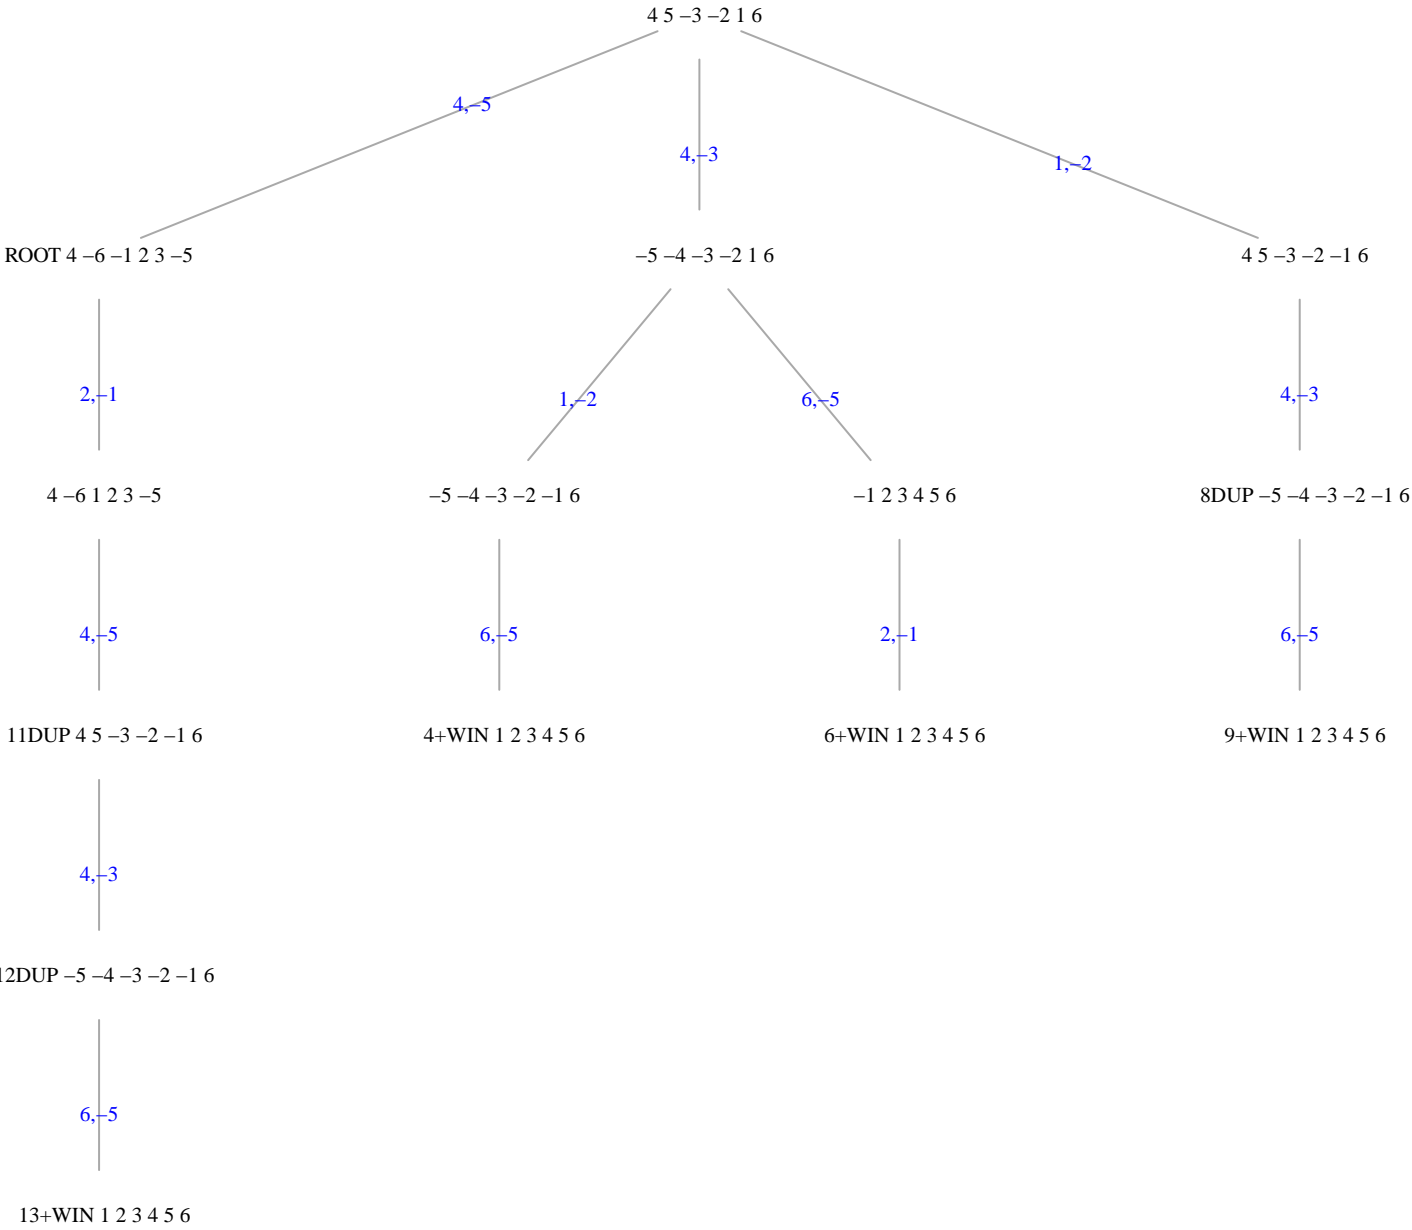 4 5 –3 –2 1 6
4,–5
4,–3
1,–2
ROOT 4 –6 –1 2 3 –5
–5 –4 –3 –2 1 6
4 5 –3 –2 –1 6
2,–1
1,–2
6,–5
4,–3
4 –6 1 2 3 –5
–5 –4 –3 –2 –1 6
–1 2 3 4 5 6
8DUP –5 –4 –3 –2 –1 6
4,–5
6,–5
2,–1
6,–5
11DUP 4 5 –3 –2 –1 6
4+WIN 1 2 3 4 5 6
6+WIN 1 2 3 4 5 6
9+WIN 1 2 3 4 5 6
4,–3
12DUP –5 –4 –3 –2 –1 6
6,–5
13+WIN 1 2 3 4 5 6